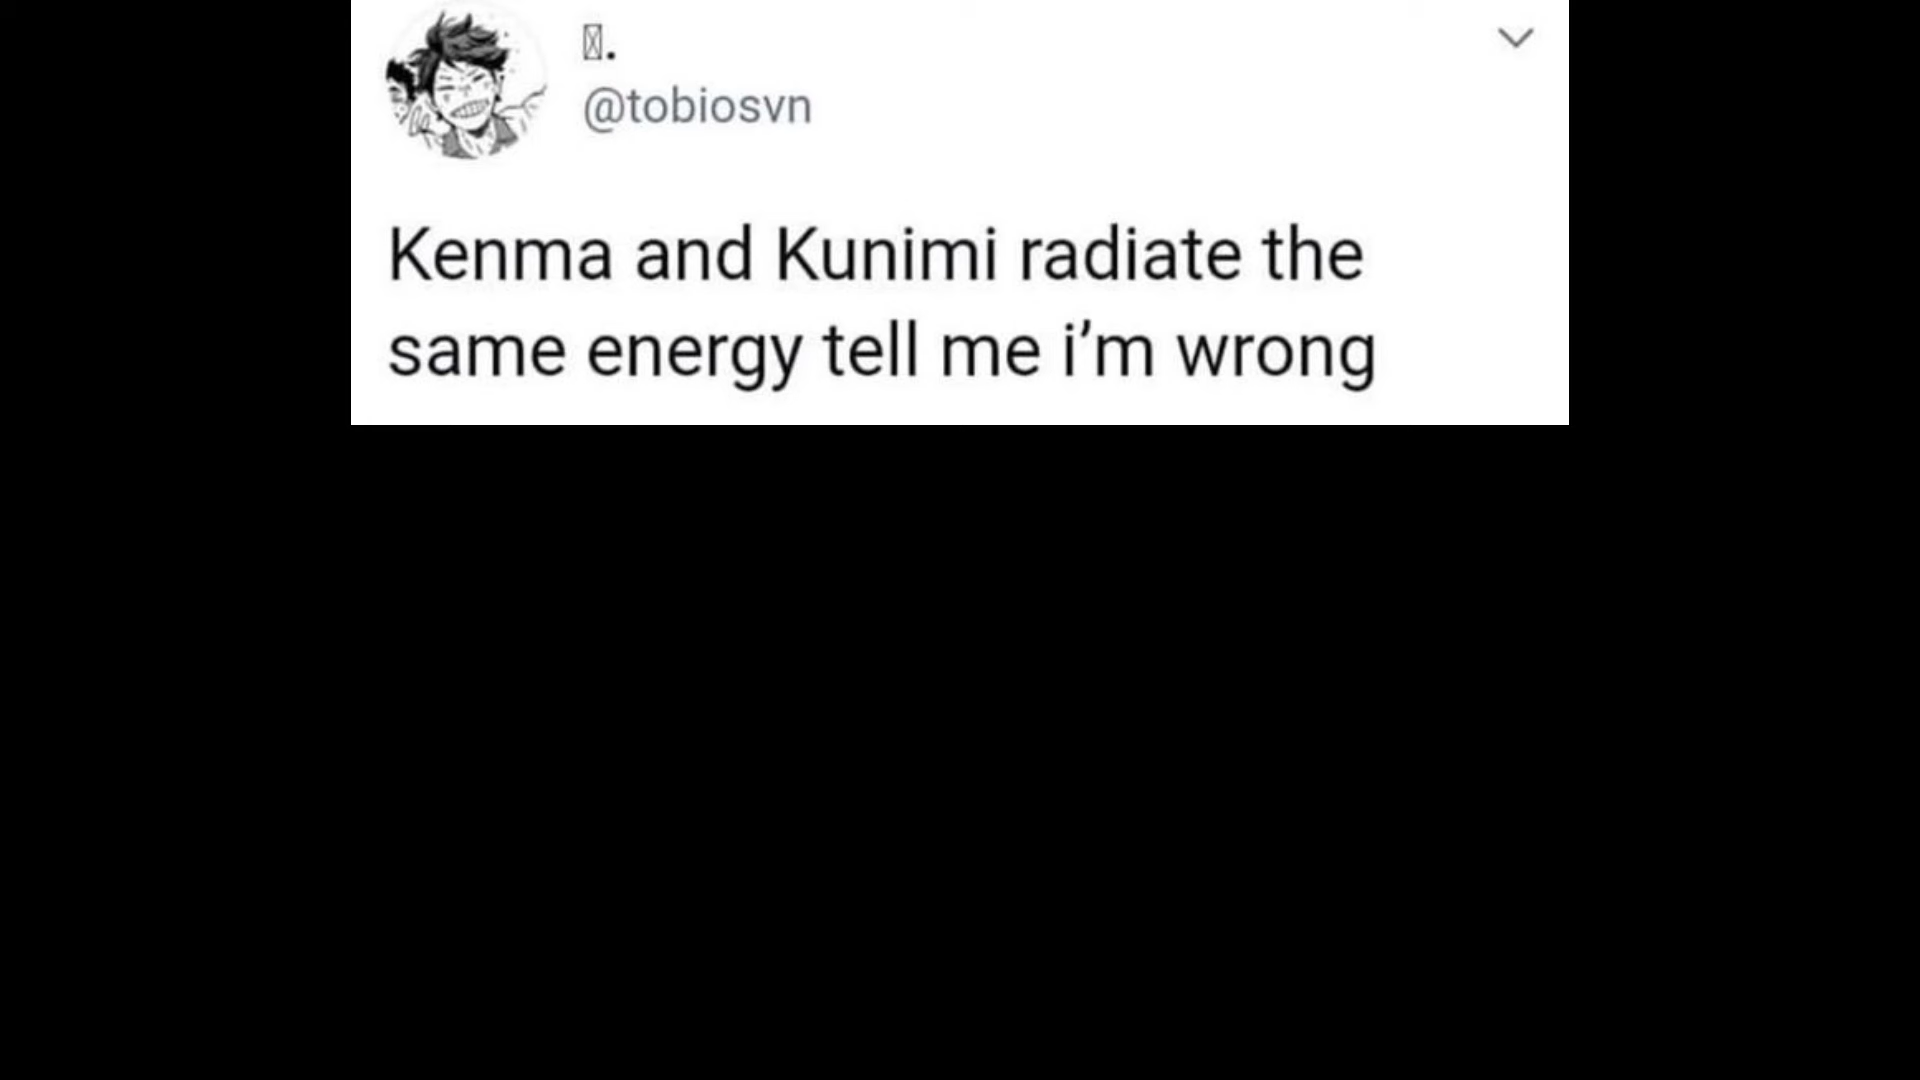 .
@tobiosvn
Kenma and Kunimi radiate the
same energy tell me i’m wrong